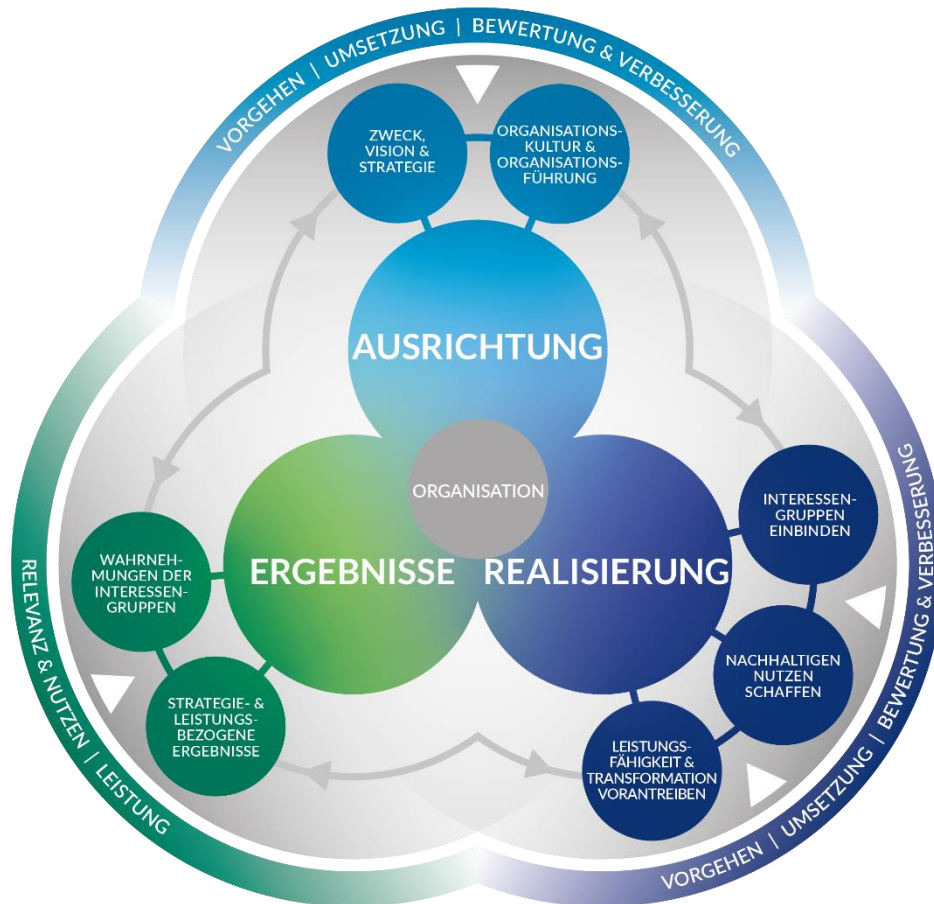 VORGEHEN | UMSETZUNG | BEWERTUNG & VERBESSERUNG
ZWECK,
VISION &
STRATEGIE
ORGANISATIONS-
KULTUR &
ORGANISATIONS-
FÜHRUNG
AUSRICHTUNG
ORGANISATION
ERGEBNISSE
REALISIERUNG
INTERESSEN-
GRUPPEN
EINBINDEN
NACHHALTIGEN
NUTZEN
SCHAFFEN
LEISTUNGS-
FÄHIGKEIT &
TRANSFORMATION
VORANTREIBEN
VORGEHEN | UMSETZUNG | BEWERTUNG & VERBESSERUNG
WAHRNEH-
MUNGEN DER
INTERESSEN-
GRUPPEN
STRATEGIE- &
LEISTUNGS-
BEZOGENE
ERGEBNISSE
RELEVANZ & NUTZEN | LEISTUNG